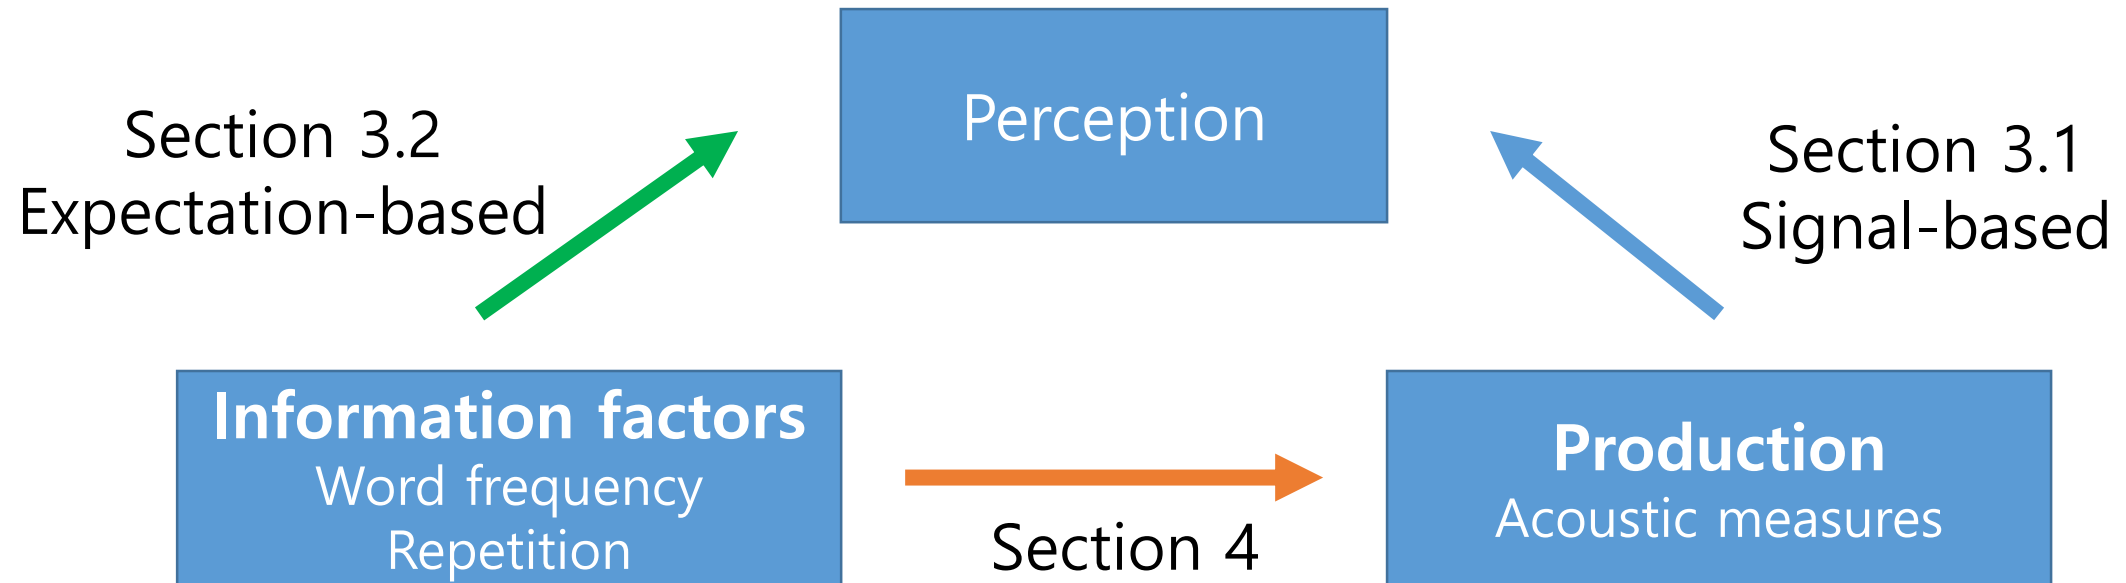 Perception
Section 3.2
Expectation-based
Section 3.1
Signal-based
Information factors
Word frequency
Repetition
Section 4
Production
Acoustic measures